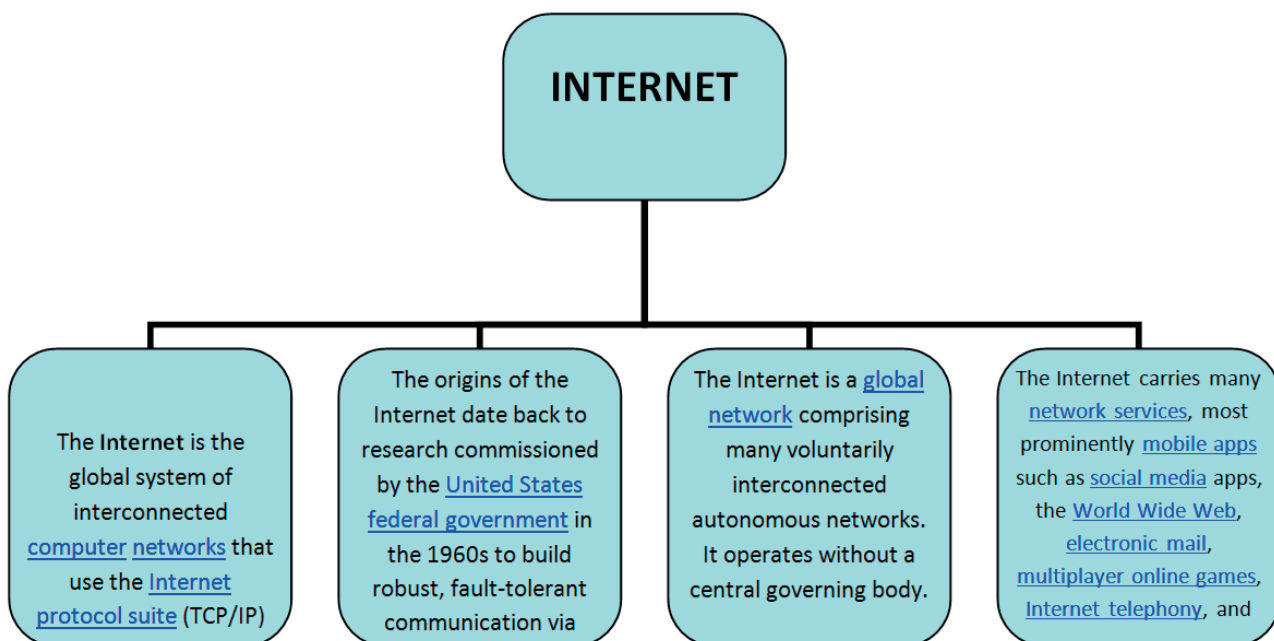 INTERNET
The Internet is the
global system of
interconnected
computer networks that
use the Internet
protocol suite (TCP/IP)
The origins of the
Internet date back to
research commissioned
by the United States
federal government in
the 1960s to build
robust, fault-tolerant
communication via
The Internet is a global
network comprising
many voluntarily
interconnected
autonomous networks.
It operates without a
central governing body.
The Internet carries many
network services, most
prominently mobile apps
such as social media apps,
the World Wide Web,
electronic mail,
multiplayer online games,
Internet telephony, and